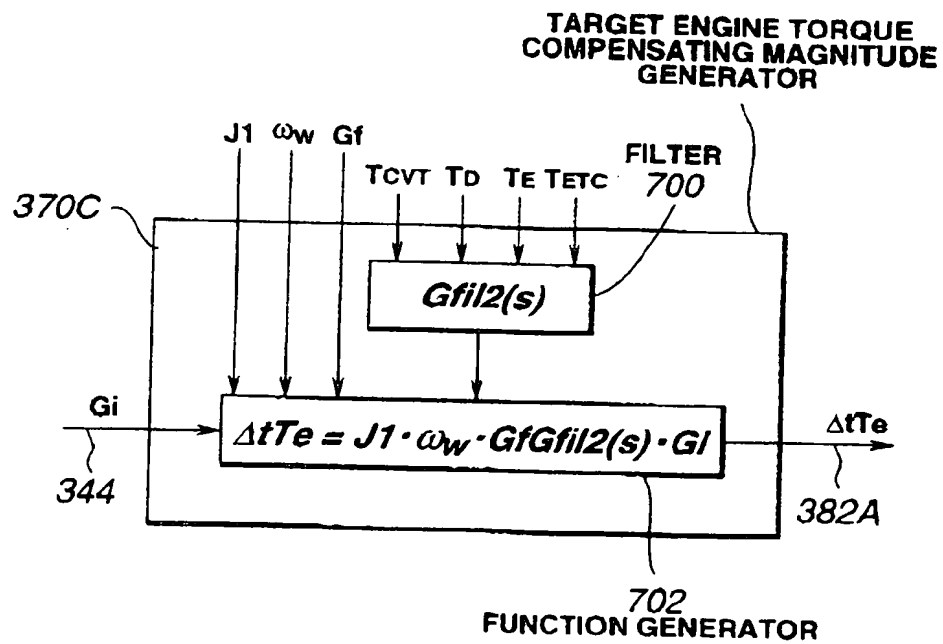 TARGET ENGINE TORQUE
COMPENSATING MAGNITUDE
GENERATOR
J1 ωw Gf
FILTER
700
TCVT TD TE TETC
370C
Gfil2(s)
Gi
ΔtTe = J1・ωw・GfGfil2(s)・GI
ΔtTe
344
382A
702
FUNCTION GENERATOR